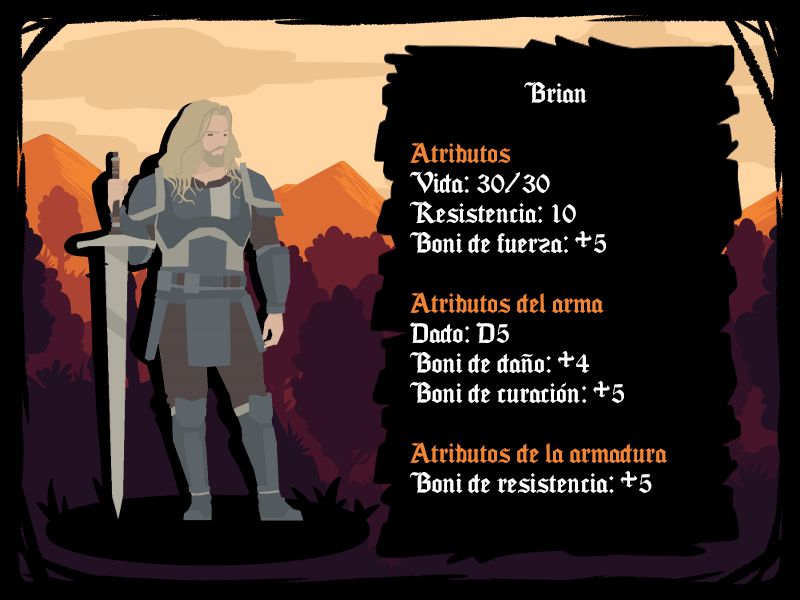 Brian
Atributos
Vida: 30/30
Resistencia: 10
Boni de fuerza: +5
Atributos del arma
Dado: D5
Boni de daño: +4
Boni de curación: +5
Atributos de la armadura
Boni de resistencia: +5